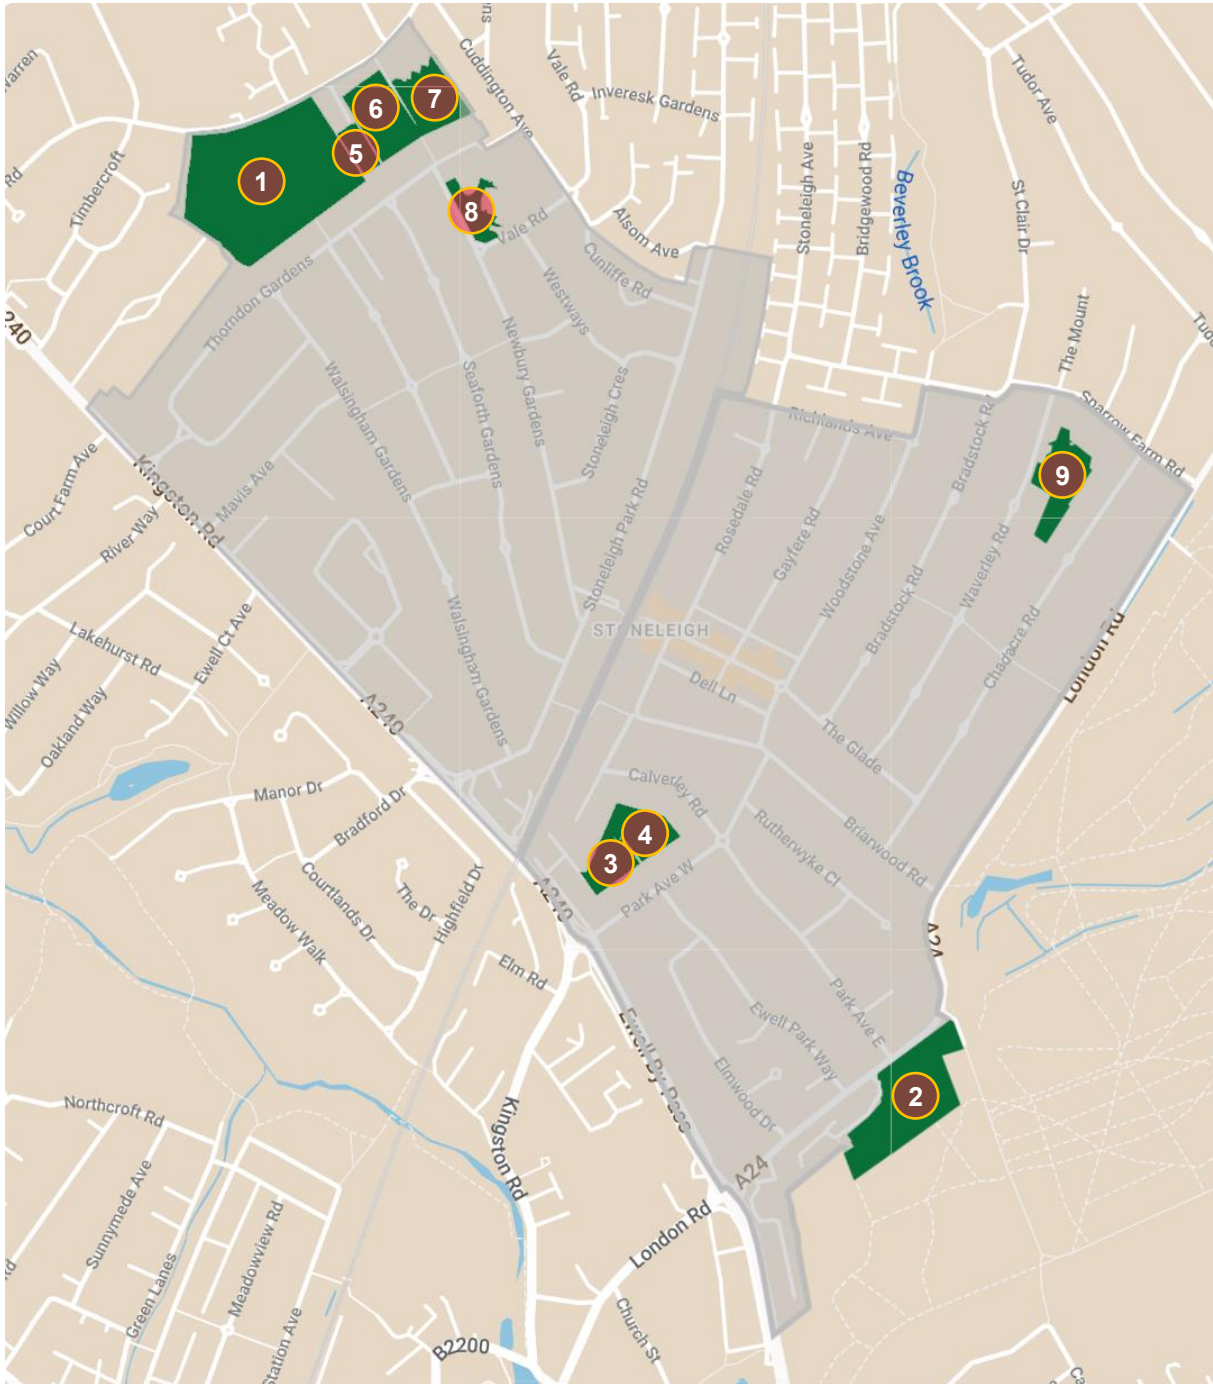 ns
Cuddington Ave
Vale Rd
Inveresk Gardens
Tudor Ave
6
7
5
1
Timbercroft
Rd
Stoneleigh Ave
Bridgewood Rd
Beverley Brook
St Clair Dr
8
Vale Rd
Alsom Ave
Cunliffe Rd
Thorndon Gardens
Westways
The Mount
240
Newbury Gardens
Walsingham Gardens
Seaforth Gardens
Stoneleigh Cres
Richlands Ave
Bradstock Rd
Sparrow Farm Rd
9
Court Farm Ave
Kingston Rd
Mavis Ave
River Way
Stoneleigh Park Rd
Rosedale Rd
Gayfere Rd
Woodstone Ave
Waverley Rd
Bradstock Rd
Chadacre Rd
London Rd
STONELEIGH
Walsingham Gardens
Lakehurst Rd
Ewell Ct Ave
Willow Way
Oakland Way
Dell Ln
A240
The Glade
Manor Dr
Bradford Dr
Calverley Rd
4
3
Rutherwyke Cl
Briarwood Rd
Park Ave W
Courtlands Dr
The Dr
Highfield Dr
Meadow Walk
A240
A24
Elm Rd
Ewell By-Pass
Ewell Park Way
Park Ave E
Elmwood Dr
2
Northcroft Rd
Kingston Rd
A24
Sunnymede Ave
Green Lanes
Meadowview Rd
London Rd
Station Ave
Church St
B2200